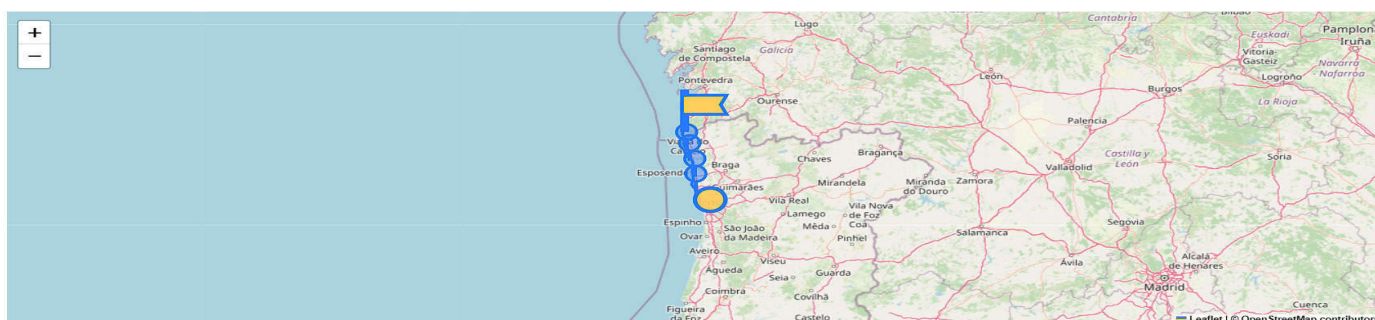 +
−
Lugo
Cantabria
Euskadi
Pamplon
Iruña
Santiago
de Compostela
Galicia
Vitoria-
Gasteiz
Navarra -
Nafarroa
León
Logroño
Pontevedra
Burgos
Ourense
La Rioja
Palencia
Chaves
Bragança
Castilla y
León
Soria
Braga
Valladolid
Esposende
Mirandela
Miranda
do Douro
Zamora
Guimarães
Vila Real
Vila Nova
de Foz
Côa
Lamego
Espinho
São João
da Madeira
Mêda
Segovia
Salamanca
Ovar
Pinhel
Aveiro
Viseu
Ávila
Alcalá
de Henares
Águeda
Seia
Guarda
Madrid
Coimbra
Covilhã
Figueira
da Foz
Castelo
Cuenca
Leaflet | © OpenStreetMap contributors